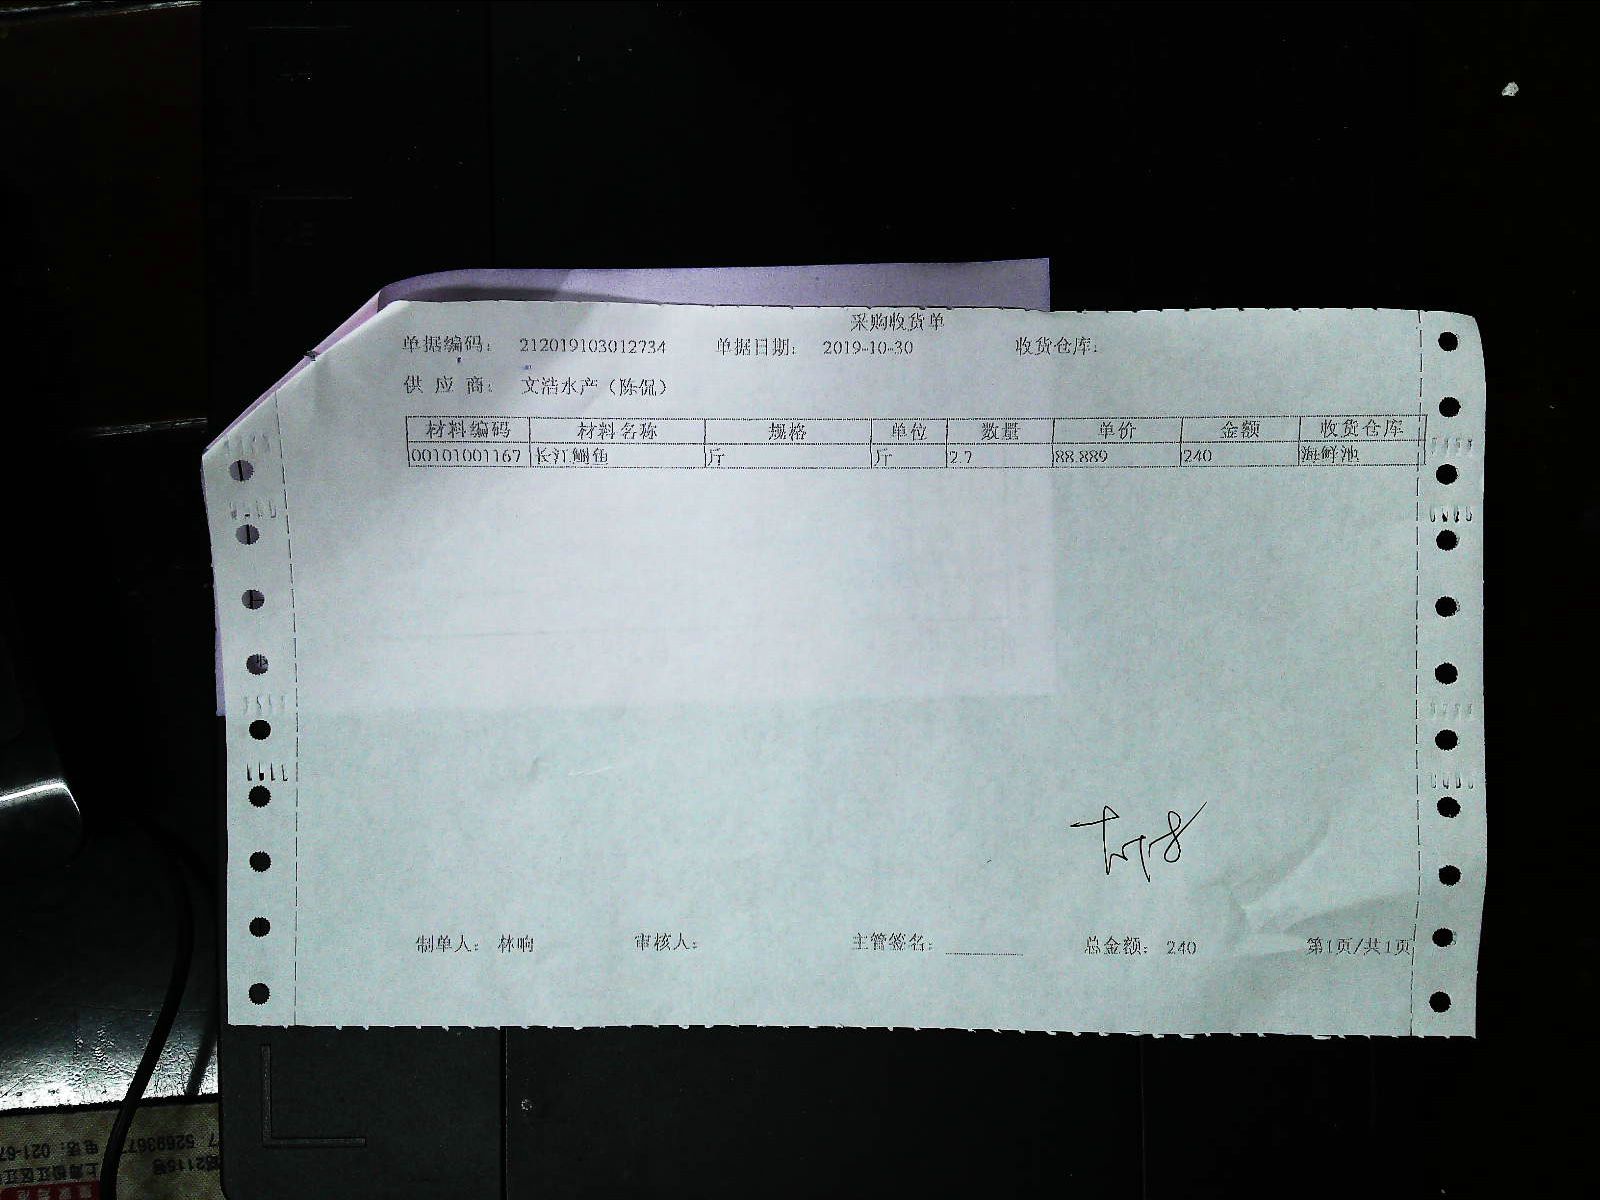 采购收货单
单据编码： 212019103012734 单据日期： 2019-10-30 收货仓库：
供 应 商： 文浩水产（陈侃）
材料编码 材料名称 规格 单位 数量 单价 金额 收货仓库
00101001167 长江鮰鱼 斤 斤 2.7 88.889 240 海鲜池
制单人： 林响 审核人： 主管签名： 总金额： 240 第1页/共1页